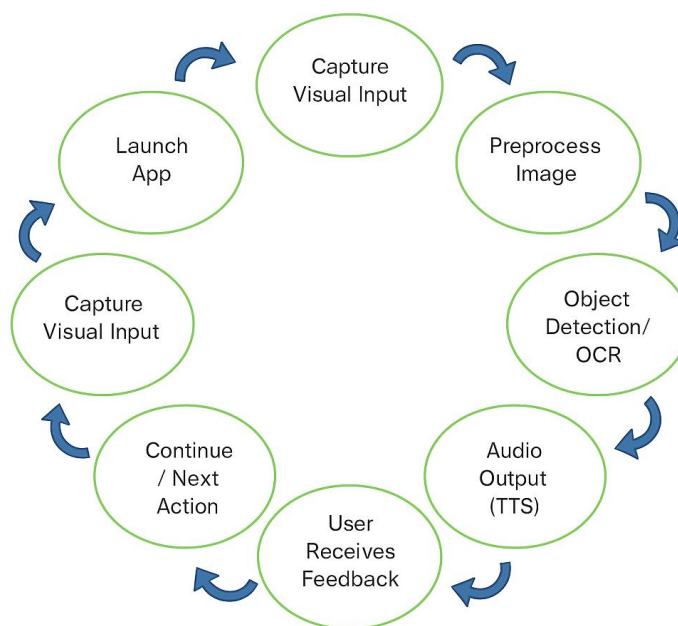 Capture
Visual Input
Preprocess
Image
Object
Detection/
OCR
Audio
Output
(TTS)
User
Receives
Feedback
Continue
/ Next
Action
Capture
Visual Input
Launch
App